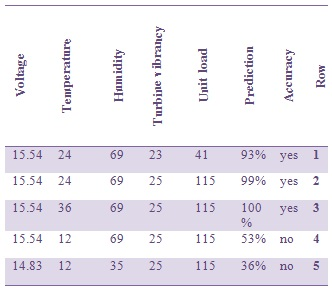 Voltage Temperature Humidity Turbine vibrancy Unit load Prediction Accuracy Row
15.54 24 69 23 41 93% yes 1
15.54 24 69 25 115 99% yes 2
15.54 36 69 25 115 100 yes 3
%
15.54 12 69 25 115 53% no 4
14.83 12 35 25 115 36% no 5